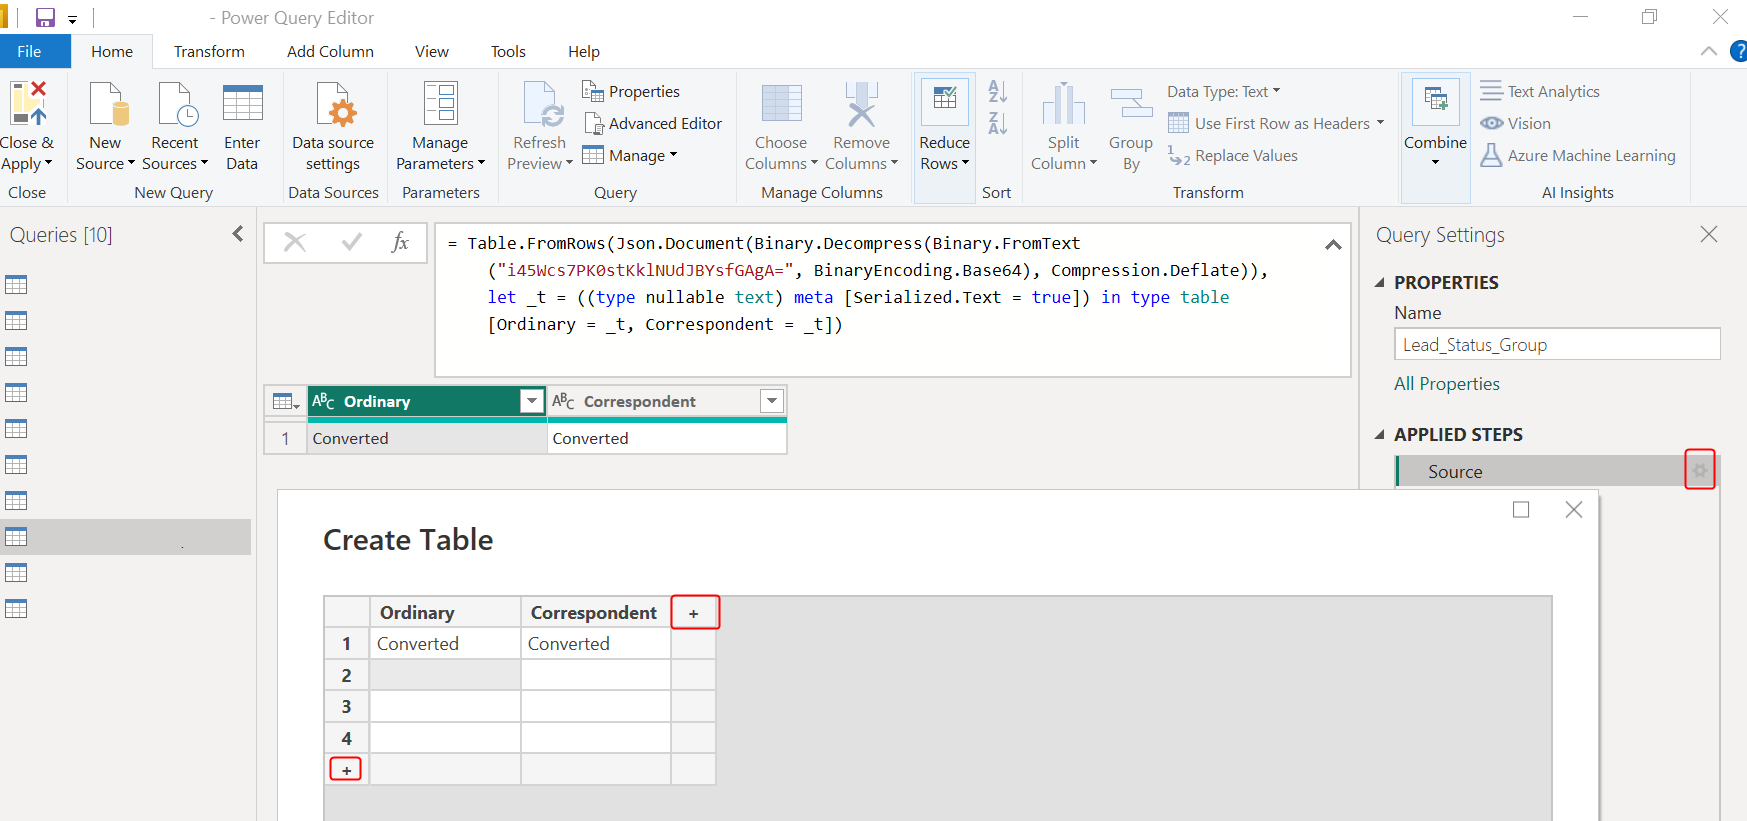 - Power Query Editor
File Home Transform Add Column View Tools Help
Close & Apply
Close
New Source
Recent Sources
Enter Data
New Query
Data source settings
Data Sources
Manage Parameters
Parameters
Refresh Preview
Properties
Advanced Editor
Manage
Query
Choose Columns
Remove Columns
Manage Columns
Reduce Rows
Sort
Split Column
Group By
Data Type: Text
Use First Row as Headers
Replace Values
Transform
Combine
Text Analytics
Vision
Azure Machine Learning
AI Insights
Queries [10]
fx
= Table.FromRows(Json.Document(Binary.Decompress(Binary.FromText
("i45Wcs7PK0stKklNUdJBYsfGAgA=", BinaryEncoding.Base64), Compression.Deflate)),
let _t = ((type nullable text) meta [Serialized.Text = true]) in type table
[Ordinary = _t, Correspondent = _t])
ABC Ordinary ABC Correspondent
1 Converted Converted
Query Settings
PROPERTIES
Name
Lead_Status_Group
All Properties
APPLIED STEPS
Source
Create Table
Ordinary Correspondent +
1 Converted Converted
2
3
4
+